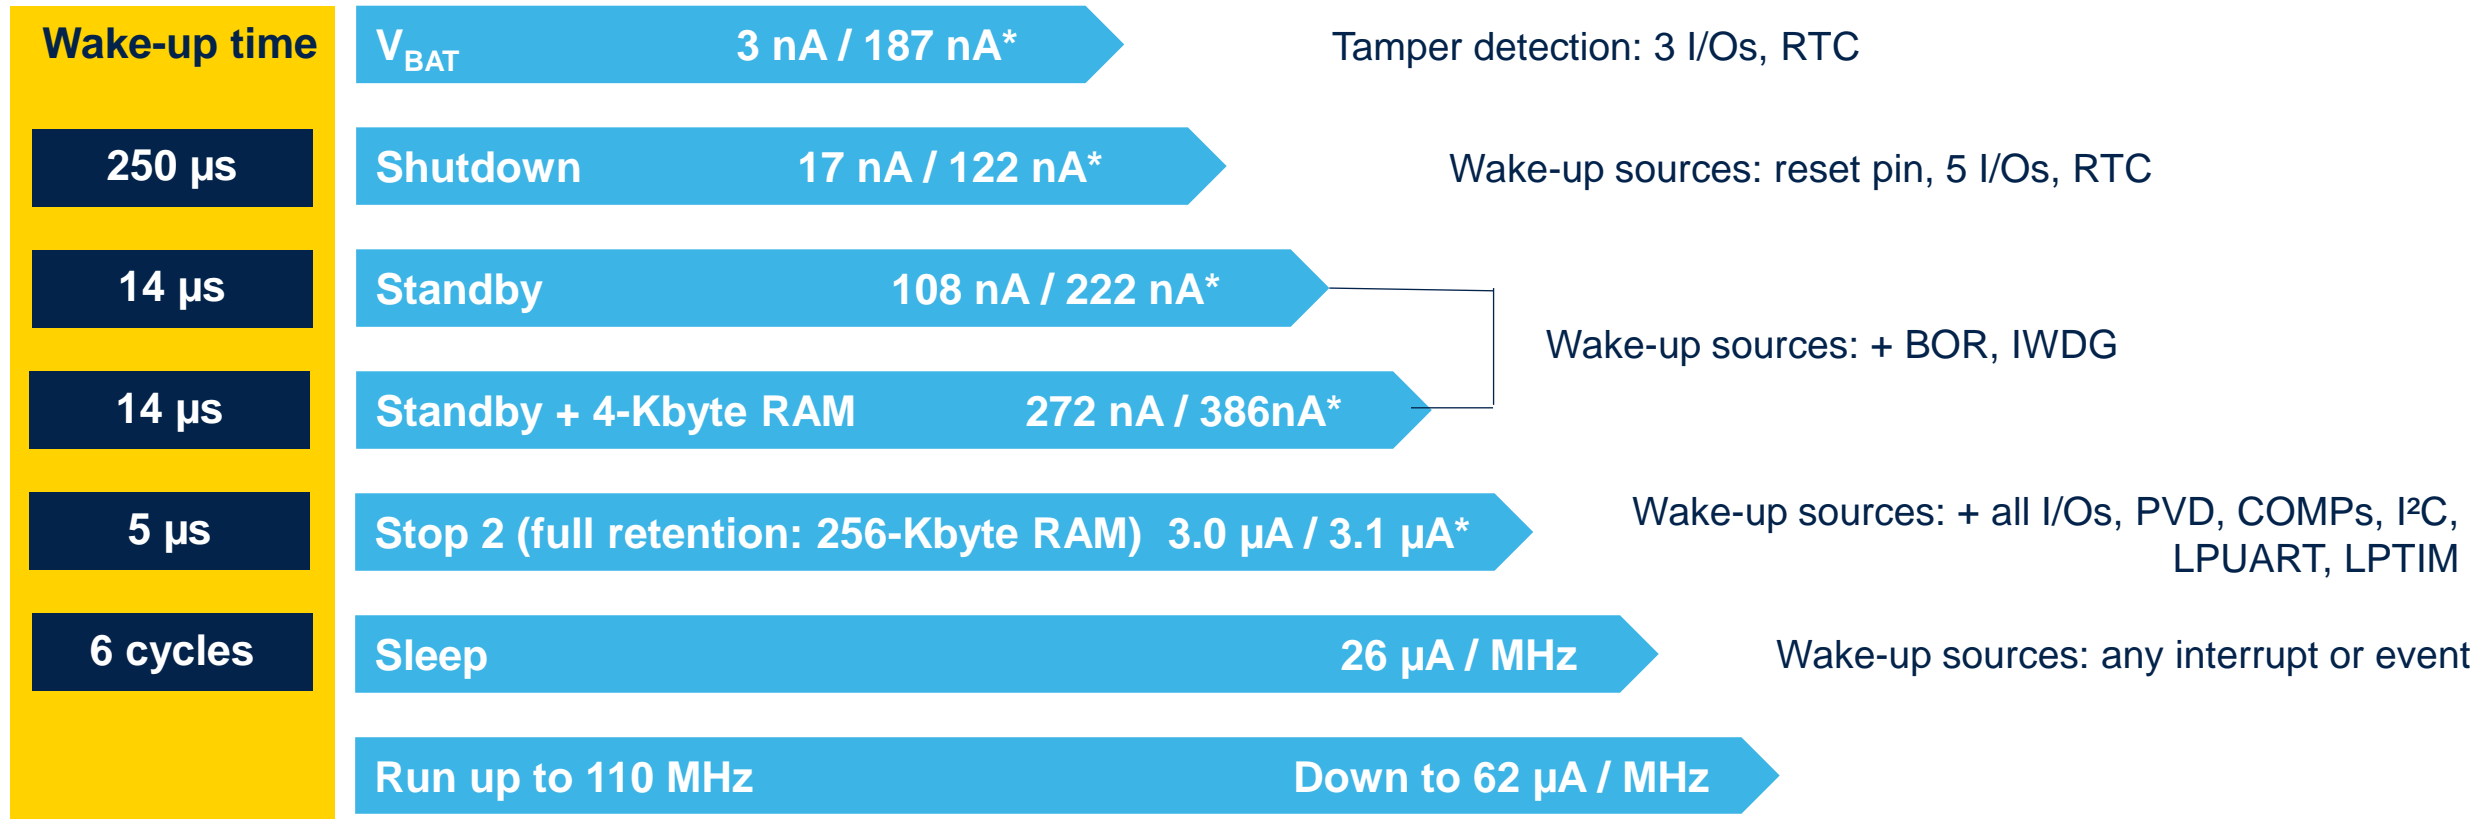 Wake-up time
VBAT 3 nA / 187 nA*
Tamper detection: 3 I/Os, RTC
250 µs
Shutdown 17 nA / 122 nA*
Wake-up sources: reset pin, 5 I/Os, RTC
14 µs
Standby 108 nA / 222 nA*
Wake-up sources: + BOR, IWDG
14 µs
Standby + 4-Kbyte RAM 272 nA / 386nA*
5 µs
Stop 2 (full retention: 256-Kbyte RAM) 3.0 µA / 3.1 µA*
Wake-up sources: + all I/Os, PVD, COMPs, I²C,
LPUART, LPTIM
6 cycles
Sleep 26 µA / MHz
Wake-up sources: any interrupt or event
Run up to 110 MHz Down to 62 µA / MHz